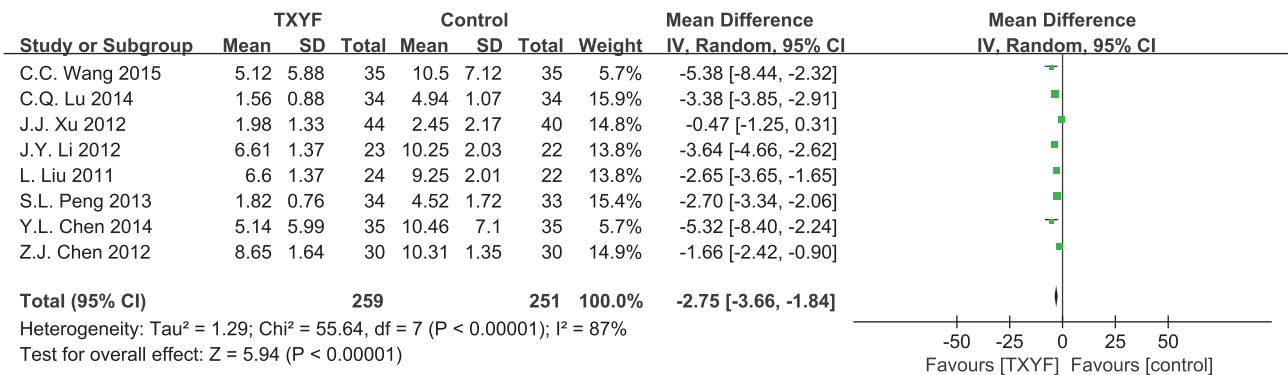 TXYF Control Mean Difference Mean Difference
Study or Subgroup Mean SD Total Mean SD Total Weight IV, Random, 95% CI IV, Random, 95% CI
C.C. Wang 2015 5.12 5.88 35 10.5 7.12 35 5.7% -5.38 [-8.44, -2.32]
C.Q. Lu 2014 1.56 0.88 34 4.94 1.07 34 15.9% -3.38 [-3.85, -2.91]
J.J. Xu 2012 1.98 1.33 44 2.45 2.17 40 14.8% -0.47 [-1.25, 0.31]
J.Y. Li 2012 6.61 1.37 23 10.25 2.03 22 13.8% -3.64 [-4.66, -2.62]
L. Liu 2011 6.6 1.37 24 9.25 2.01 22 13.8% -2.65 [-3.65, -1.65]
S.L. Peng 2013 1.82 0.76 34 4.52 1.72 33 15.4% -2.70 [-3.34, -2.06]
Y.L. Chen 2014 5.14 5.99 35 10.46 7.1 35 5.7% -5.32 [-8.40, -2.24]
Z.J. Chen 2012 8.65 1.64 30 10.31 1.35 30 14.9% -1.66 [-2.42, -0.90]
Total (95% CI) 259 251 100.0% -2.75 [-3.66, -1.84]
Heterogeneity: Tau² = 1.29; Chi² = 55.64, df = 7 (P < 0.00001); I² = 87%
Test for overall effect: Z = 5.94 (P < 0.00001)
-50 -25 0 25 50
Favours [TXYF] Favours [control]